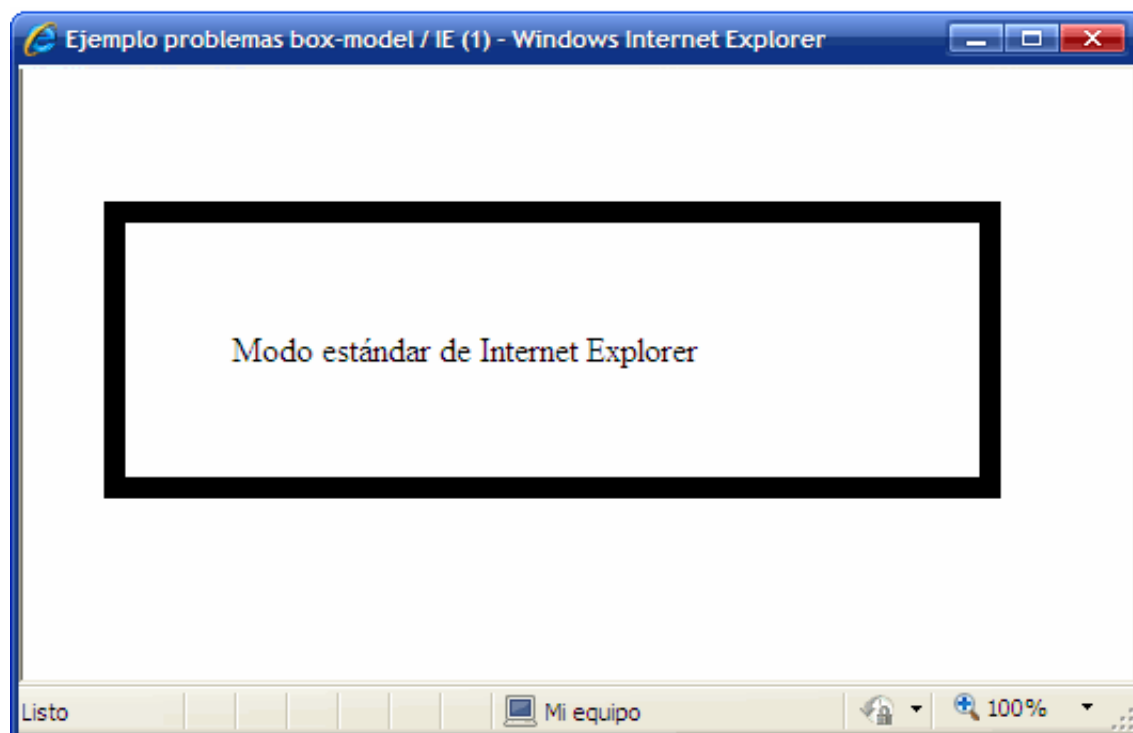 Ejemplo problemas box-model / IE (1) - Windows Internet Explorer
Modo estándar de Internet Explorer
Listo
Mi equipo
100%